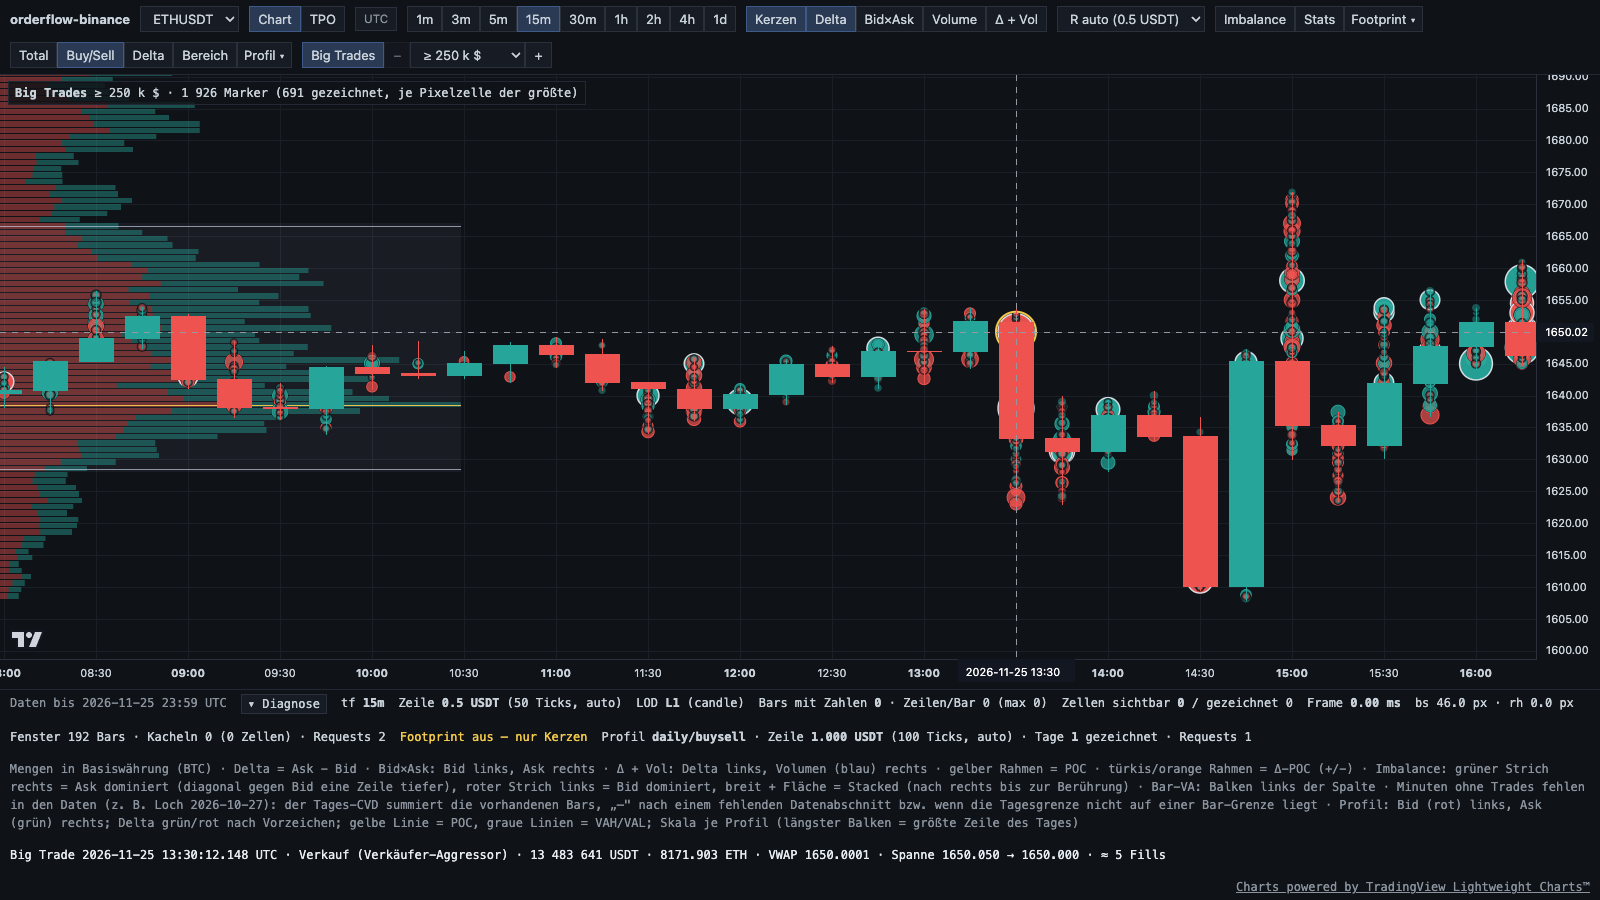 orderflow-binance ETHUSDT Chart TPO UTC 1m 3m 5m 15m 30m 1h 2h 4h 1d Kerzen Delta Bid×Ask Volume Δ + Vol R auto (0.5 USDT) Imbalance Stats Footprint ▾
Total Buy/Sell Delta Bereich Profil ▾ Big Trades – ≥ 250 k $ +
Big Trades ≥ 250 k $ · 1 926 Marker (691 gezeichnet, je Pixelzelle der größte)
1690.00
1685.00
1680.00
1675.00
1670.00
1665.00
1660.00
1655.00
1650.02
1645.00
1640.00
1635.00
1630.00
1625.00
1620.00
1615.00
1610.00
1605.00
1600.00
:00 08:30 09:00 09:30 10:00 10:30 11:00 11:30 12:00 12:30 13:00 2026-11-25 13:30 14:00 14:30 15:00 15:30 16:00
Daten bis 2026-11-25 23:59 UTC ▾ Diagnose tf 15m Zeile 0.5 USDT (50 Ticks, auto) LOD L1 (candle) Bars mit Zahlen 0 · Zeilen/Bar 0 (max 0) Zellen sichtbar 0 / gezeichnet 0 Frame 0.00 ms bs 46.0 px · rh 0.0 px
Fenster 192 Bars · Kacheln 0 (0 Zellen) · Requests 2 Footprint aus – nur Kerzen Profil daily/buysell · Zeile 1.000 USDT (100 Ticks, auto) · Tage 1 gezeichnet · Requests 1
Mengen in Basiswährung (BTC) · Delta = Ask − Bid · Bid×Ask: Bid links, Ask rechts · Δ + Vol: Delta links, Volumen (blau) rechts · gelber Rahmen = POC · türkis/orange Rahmen = Δ-POC (+/−) · Imbalance: grüner Strich
rechts = Ask dominiert (diagonal gegen Bid eine Zeile tiefer), roter Strich links = Bid dominiert, breit + Fläche = Stacked (nach rechts bis zur Berührung) · Bar-VA: Balken links der Spalte · Minuten ohne Trades fehlen
in den Daten (z. B. Loch 2026-10-27): der Tages-CVD summiert die vorhandenen Bars, „–" nach einem fehlenden Datenabschnitt bzw. wenn die Tagesgrenze nicht auf einer Bar-Grenze liegt · Profil: Bid (rot) links, Ask
(grün) rechts; Delta grün/rot nach Vorzeichen; gelbe Linie = POC, graue Linien = VAH/VAL; Skala je Profil (längster Balken = größte Zeile des Tages)
Big Trade 2026-11-25 13:30:12.148 UTC · Verkauf (Verkäufer-Aggressor) · 13 483 641 USDT · 8171.903 ETH · VWAP 1650.0001 · Spanne 1650.050 → 1650.000 · ≈ 5 Fills
Charts powered by TradingView Lightweight Charts™